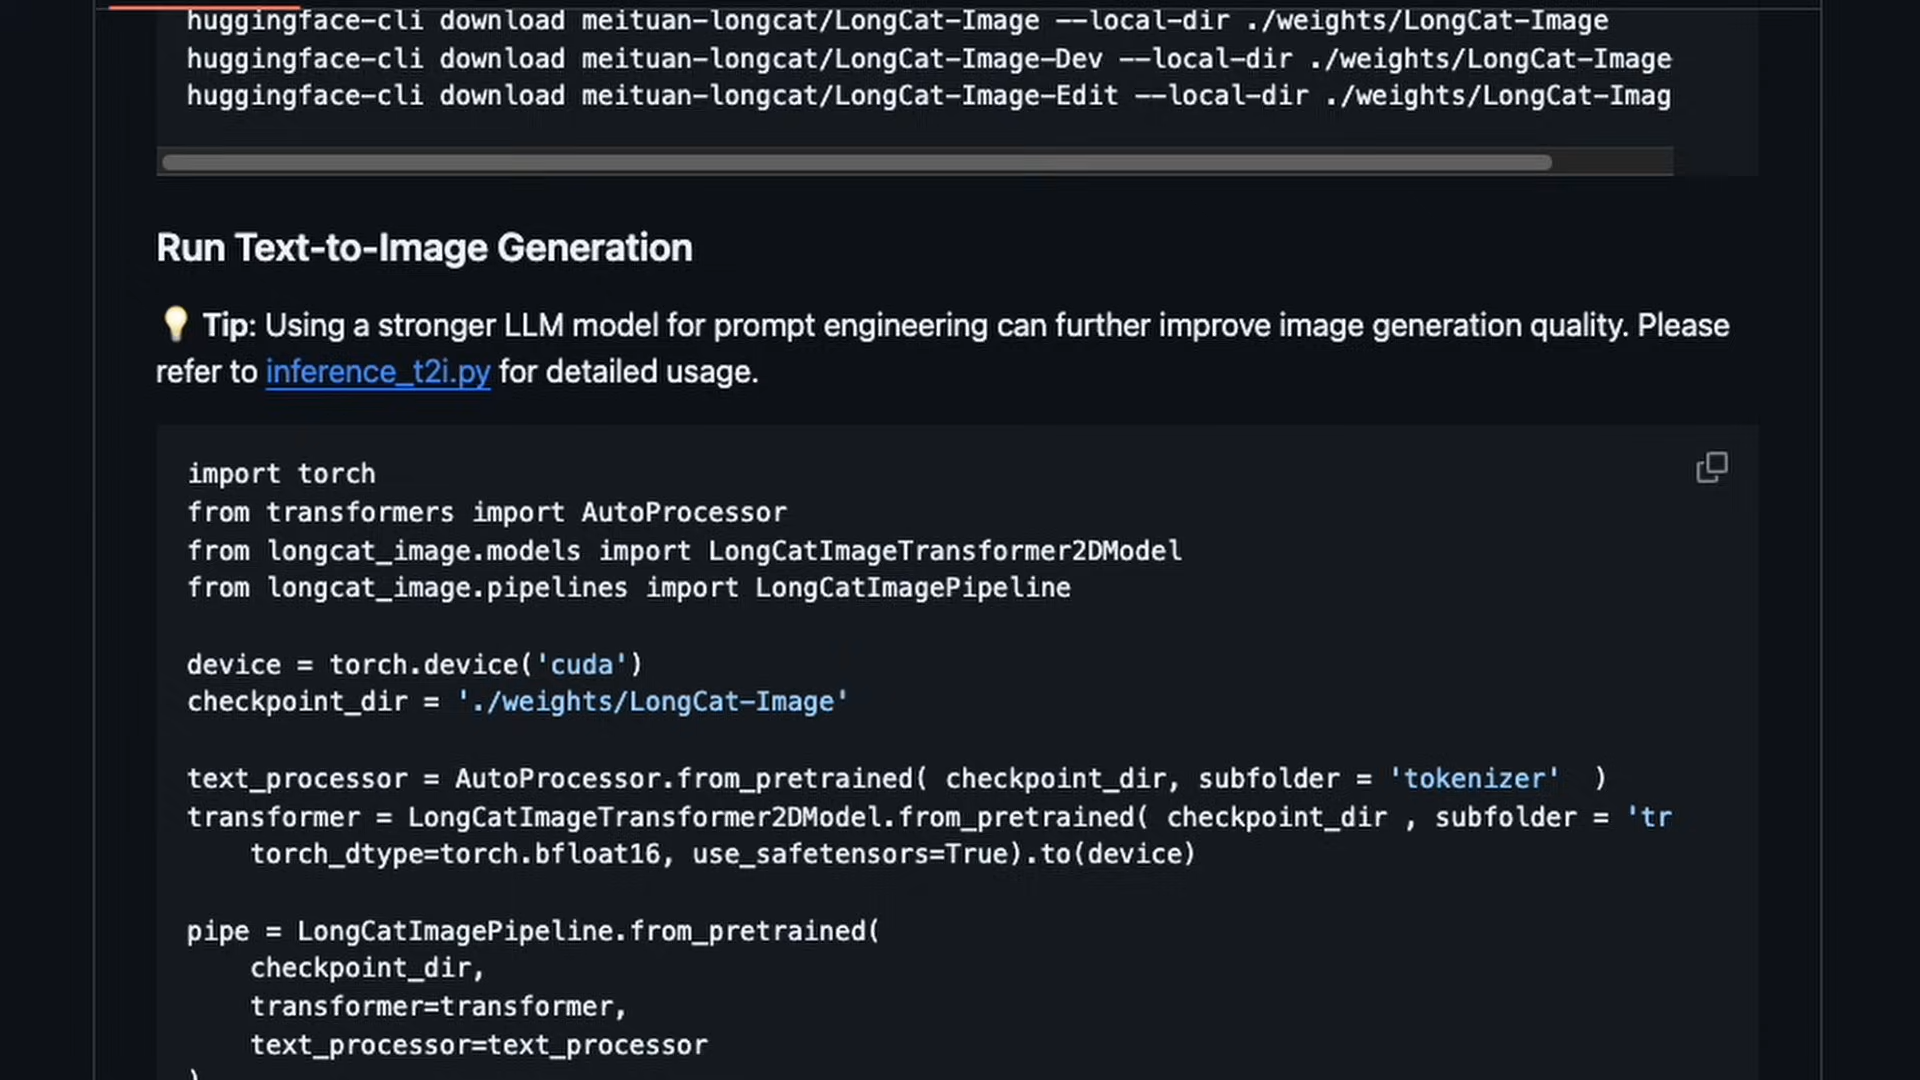 huggingface-cli download meituan-longcat/LongCat-Image --local-dir ./weights/LongCat-Image
huggingface-cli download meituan-longcat/LongCat-Image-Dev --local-dir ./weights/LongCat-Image
huggingface-cli download meituan-longcat/LongCat-Image-Edit --local-dir ./weights/LongCat-Imag
Run Text-to-Image Generation
💡 Tip: Using a stronger LLM model for prompt engineering can further improve image generation quality. Please
refer to inference_t2i.py for detailed usage.
import torch
from transformers import AutoProcessor
from longcat_image.models import LongCatImageTransformer2DModel
from longcat_image.pipelines import LongCatImagePipeline
device = torch.device('cuda')
checkpoint_dir = './weights/LongCat-Image'
text_processor = AutoProcessor.from_pretrained( checkpoint_dir, subfolder = 'tokenizer'  )
transformer = LongCatImageTransformer2DModel.from_pretrained( checkpoint_dir , subfolder = 'tr
    torch_dtype=torch.bfloat16, use_safetensors=True).to(device)
pipe = LongCatImagePipeline.from_pretrained(
    checkpoint_dir,
    transformer=transformer,
    text_processor=text_processor
)